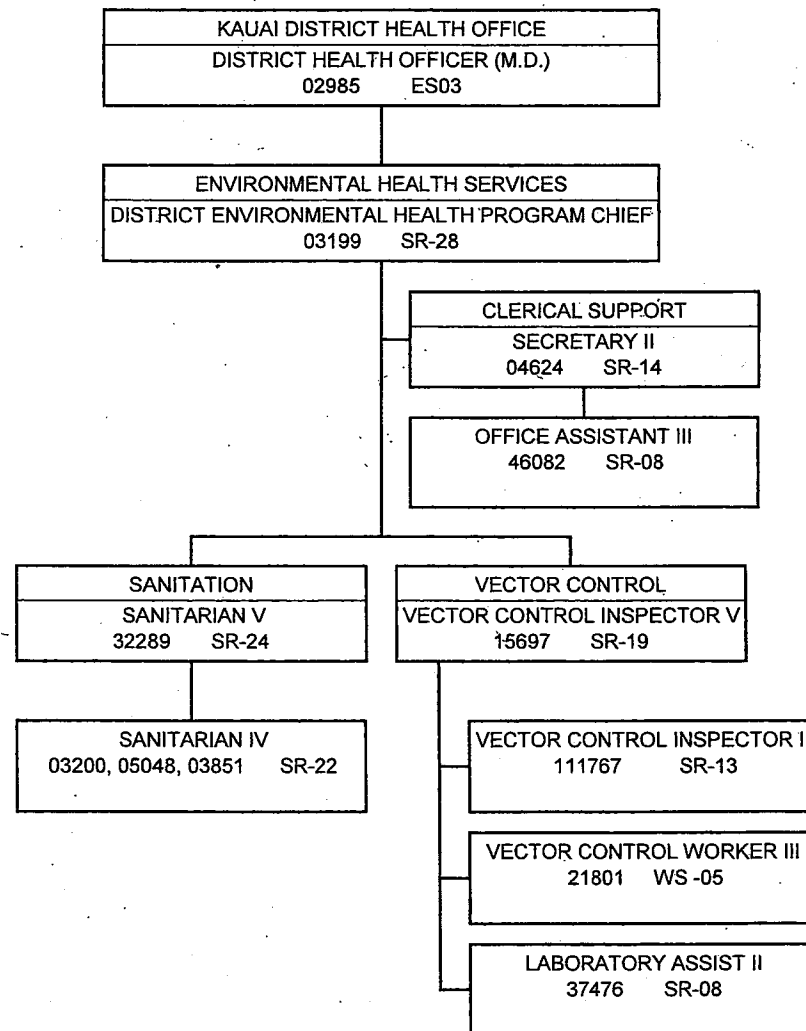 KAUAI DISTRICT HEALTH OFFICE
DISTRICT HEALTH OFFICER (M.D.)
02985 ES03
ENVIRONMENTAL HEALTH SERVICES
DISTRICT ENVIRONMENTAL HEALTH PROGRAM CHIEF
03199 SR-28
CLERICAL SUPPORT
SECRETARY II
04624 SR-14
OFFICE ASSISTANT III
46082 SR-08
SANITATION
SANITARIAN V
32289 SR-24
SANITARIAN IV
03200, 05048, 03851 SR-22
VECTOR CONTROL
VECTOR CONTROL INSPECTOR V
15697 SR-19
VECTOR CONTROL INSPECTOR I
111767 SR-13
VECTOR CONTROL WORKER III
21801 WS -05
LABORATORY ASSIST II
37476 SR-08